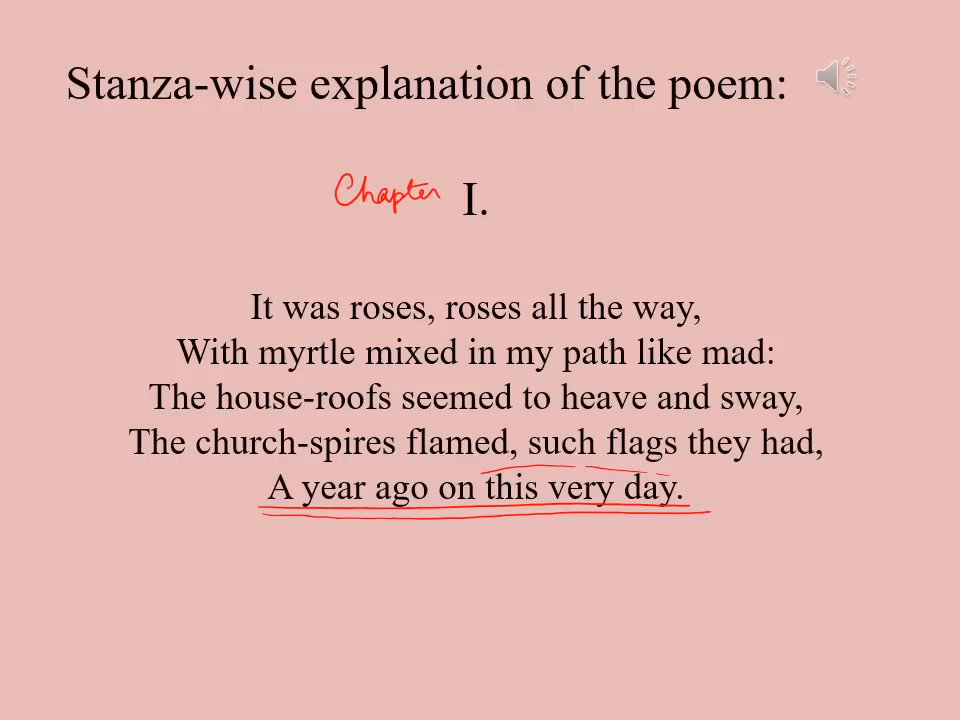 Stanza-wise explanation of the poem:
Chapter I.
It was roses, roses all the way,
With myrtle mixed in my path like mad:
The house-roofs seemed to heave and sway,
The church-spires flamed, such flags they had,
A year ago on this very day.